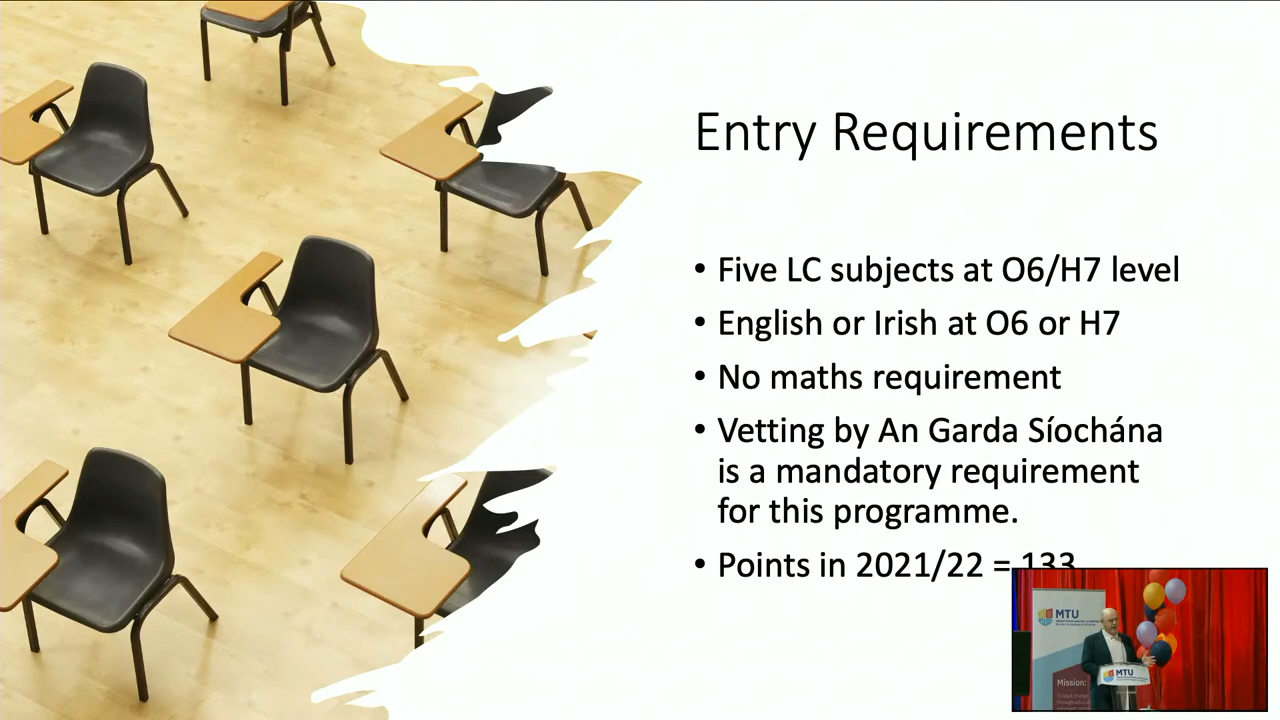 Entry Requirements
• Five LC subjects at O6/H7 level
• English or Irish at O6 or H7
• No maths requirement
• Vetting by An Garda Síochána
is a mandatory requirement
for this programme.
• Points in 2021/22 = 133
MTU
MTU
Mission: